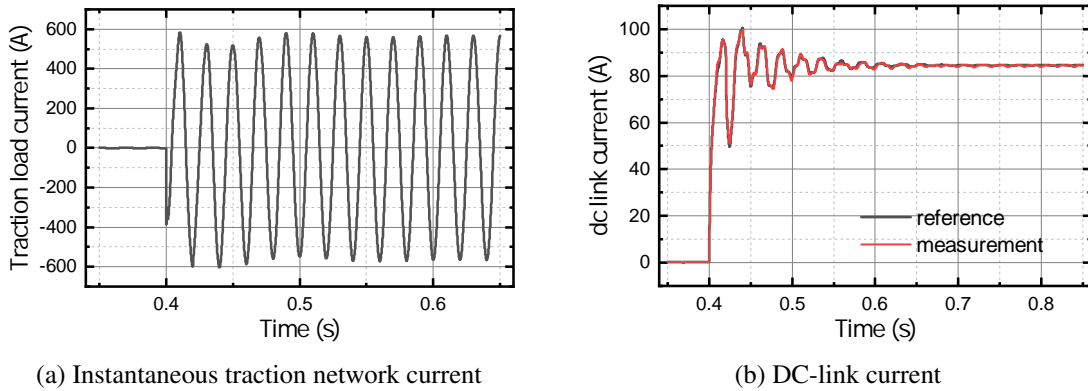 Traction load current (A)
600
400
200
0
-200
-400
-600
0.4
0.5
0.6
Time (s)
(a) Instantaneous traction network current
dc link current (A)
100
80
60
40
20
0
reference
measurement
0.4
0.5
0.6
0.7
0.8
Time (s)
(b) DC-link current